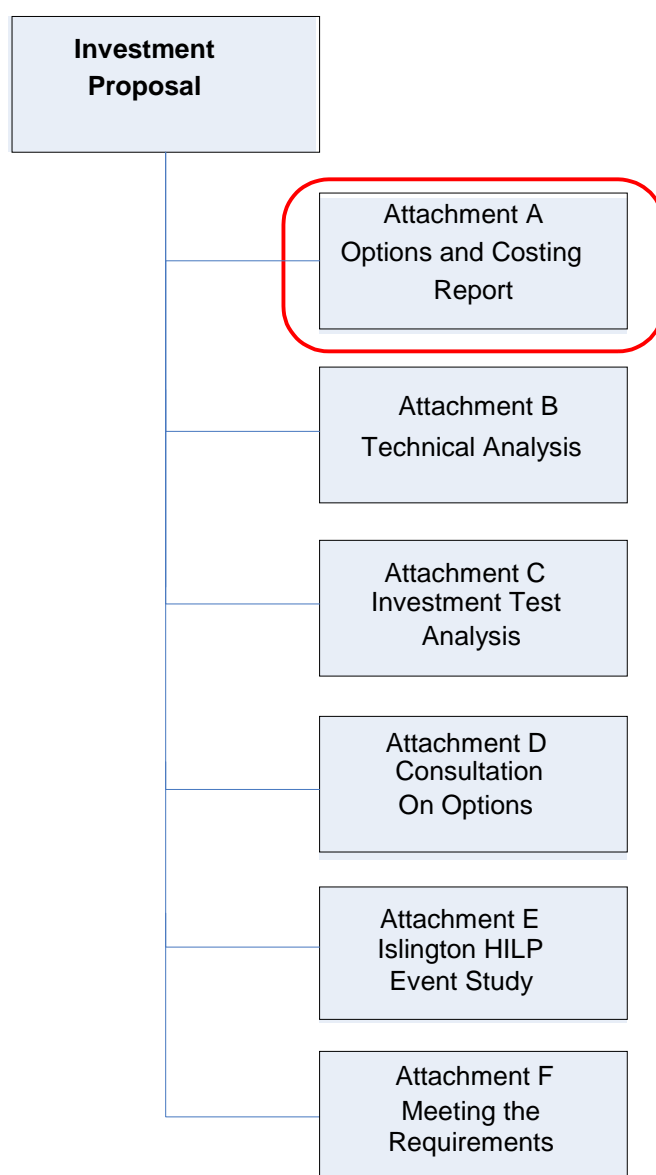 Investment
Proposal
Attachment A
Options and Costing
Report
Attachment B
Technical Analysis
Attachment C
Investment Test
Analysis
Attachment D
Consultation
On Options
Attachment E
Islington HILP
Event Study
Attachment F
Meeting the
Requirements